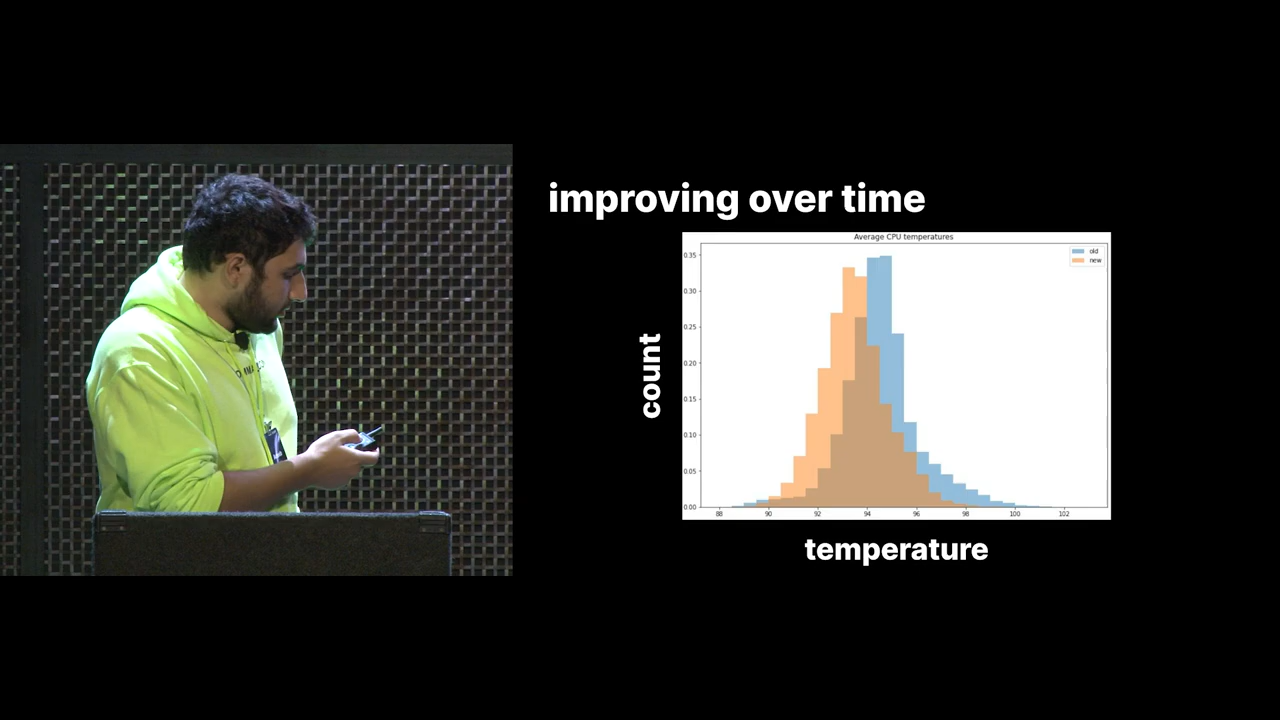 improving over time
Average CPU temperatures
old
new
count
0.35
0.30
0.25
0.20
0.15
0.10
0.05
0.00
88
90
92
94
96
98
100
102
temperature